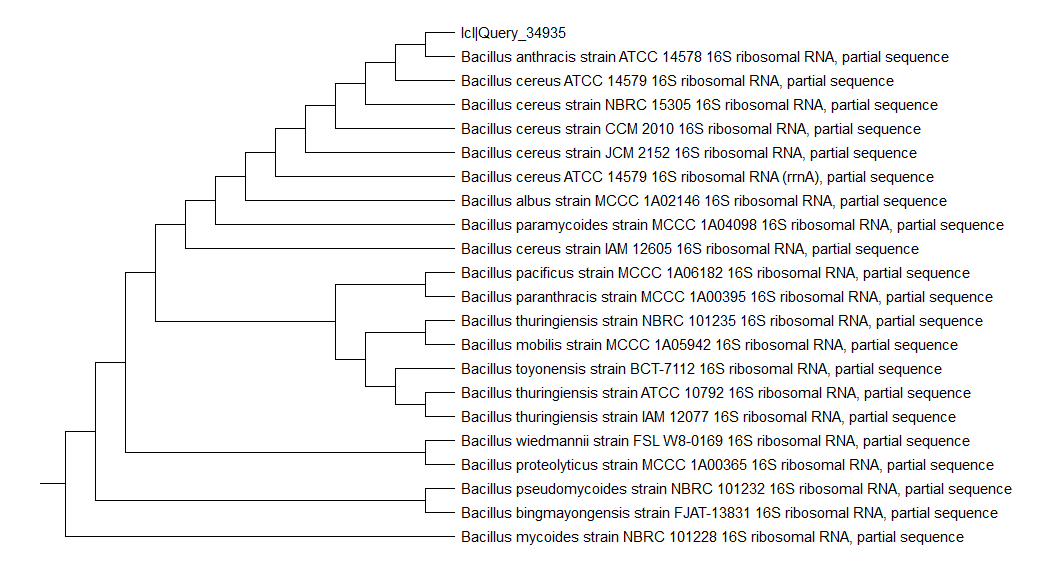 lcl|Query_34935
Bacillus anthracis strain ATCC 14578 16S ribosomal RNA, partial sequence
Bacillus cereus ATCC 14579 16S ribosomal RNA, partial sequence
Bacillus cereus strain NBRC 15305 16S ribosomal RNA, partial sequence
Bacillus cereus strain CCM 2010 16S ribosomal RNA, partial sequence
Bacillus cereus strain JCM 2152 16S ribosomal RNA, partial sequence
Bacillus cereus ATCC 14579 16S ribosomal RNA (rrnA), partial sequence
Bacillus albus strain MCCC 1A02146 16S ribosomal RNA, partial sequence
Bacillus paramycoides strain MCCC 1A04098 16S ribosomal RNA, partial sequence
Bacillus cereus strain IAM 12605 16S ribosomal RNA, partial sequence
Bacillus pacificus strain MCCC 1A06182 16S ribosomal RNA, partial sequence
Bacillus paranthracis strain MCCC 1A00395 16S ribosomal RNA, partial sequence
Bacillus thuringiensis strain NBRC 101235 16S ribosomal RNA, partial sequence
Bacillus mobilis strain MCCC 1A05942 16S ribosomal RNA, partial sequence
Bacillus toyonensis strain BCT-7112 16S ribosomal RNA, partial sequence
Bacillus thuringiensis strain ATCC 10792 16S ribosomal RNA, partial sequence
Bacillus thuringiensis strain IAM 12077 16S ribosomal RNA, partial sequence
Bacillus wiedmannii strain FSL W8-0169 16S ribosomal RNA, partial sequence
Bacillus proteolyticus strain MCCC 1A00365 16S ribosomal RNA, partial sequence
Bacillus pseudomycoides strain NBRC 101232 16S ribosomal RNA, partial sequence
Bacillus bingmayongensis strain FJAT-13831 16S ribosomal RNA, partial sequence
Bacillus mycoides strain NBRC 101228 16S ribosomal RNA, partial sequence